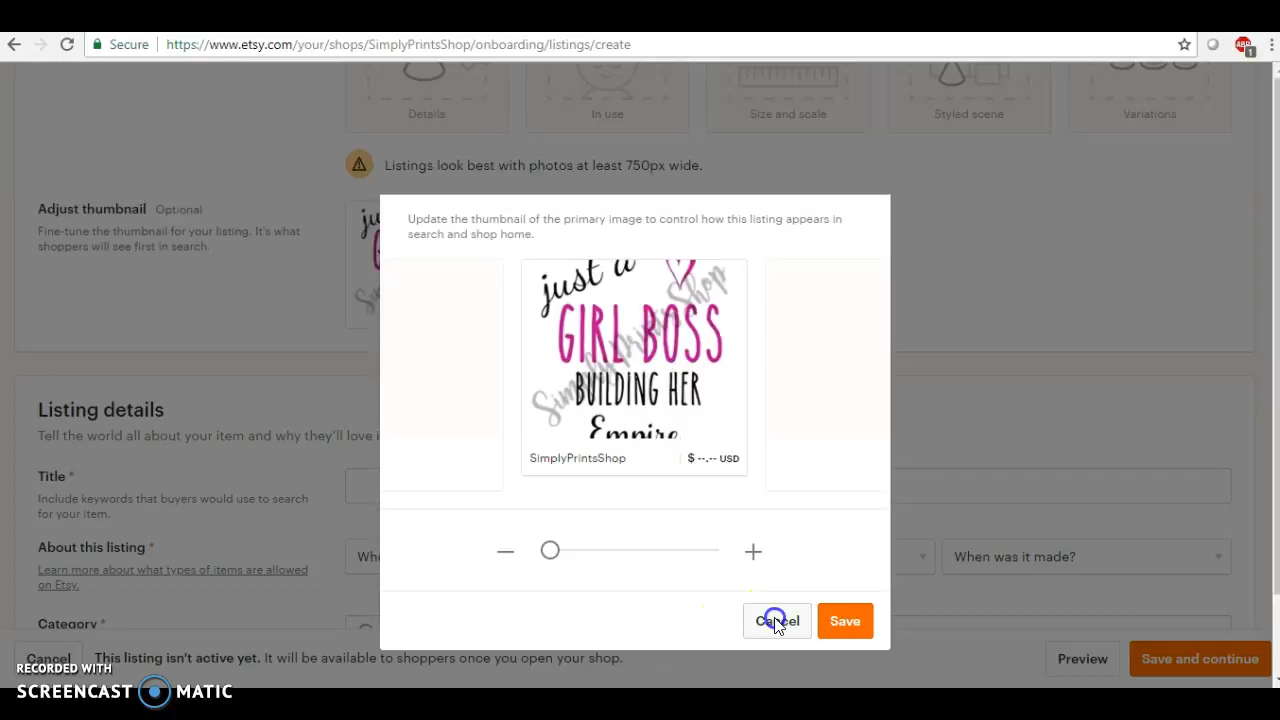 Secure
https://www.etsy.com/your/shops/SimplyPrintsShop/onboarding/listings/create
ABP
1
Details
In use
Size and scale
Styled scene
Variations
Listings look best with photos at least 750px wide.
Adjust thumbnail Optional
Fine-tune the thumbnail for your listing. It's what
shoppers will see first in search.
Update the thumbnail of the primary image to control how this listing appears in
search and shop home.
just a
GIRL BOSS
BUILDING HER
Empire
SimplyPrintsShop
SimplyPrintsShop
$ --.-- USD
Listing details
Tell the world all about your item and why they'll love i
Title *
Include keywords that buyers would use to search
for your item.
About this listing *
Learn more about what types of items are allowed
on Etsy.
When was it made?
Category *
Cancel
Save
Cancel
This listing isn't active yet. It will be available to shoppers once you open your shop.
Preview
Save and continue
RECORDED WITH
SCREENCAST MATIC